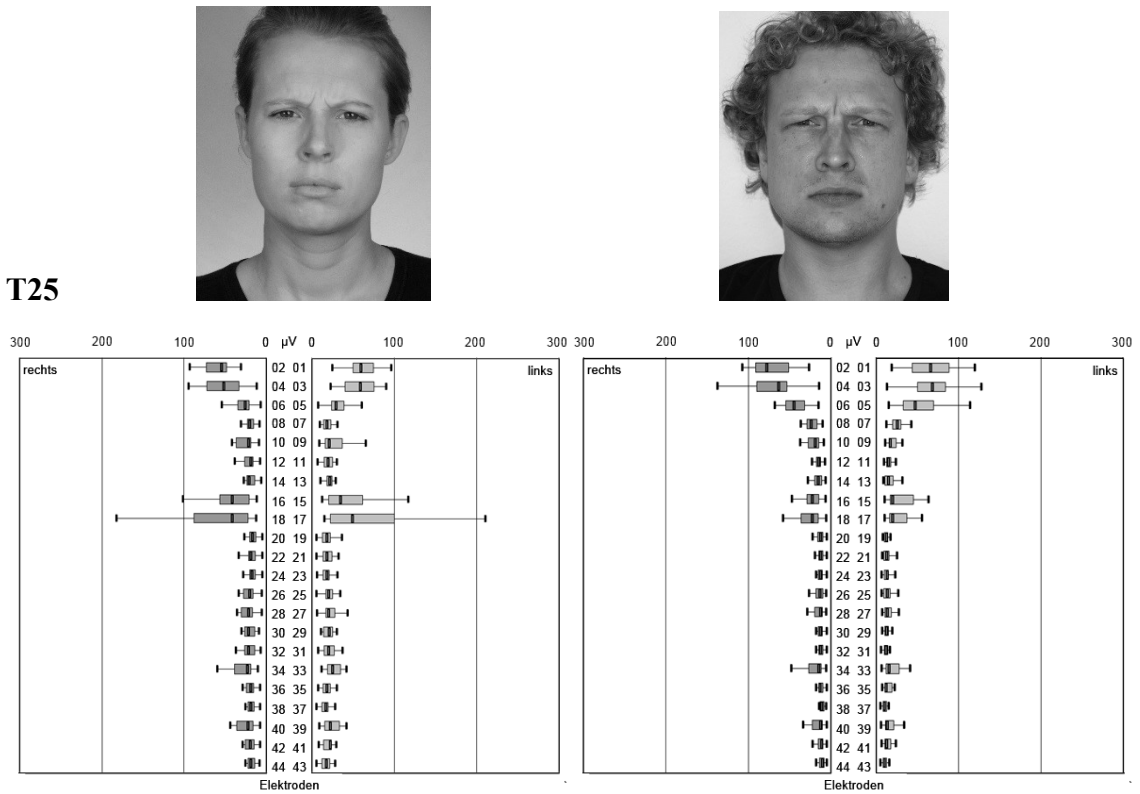 T25
300 200 100 0 µV 0 100 200 300 300 200 100 0 µV 0 100 200 300
rechts 02 01 links rechts 02 01 links
04 03 04 03
06 05 06 05
08 07 08 07
10 09 10 09
12 11 12 11
14 13 14 13
16 15 16 15
18 17 18 17
20 19 20 19
22 21 22 21
24 23 24 23
26 25 26 25
28 27 28 27
30 29 30 29
32 31 32 31
34 33 34 33
36 35 36 35
38 37 38 37
40 39 40 39
42 41 42 41
44 43 44 43
Elektroden Elektroden